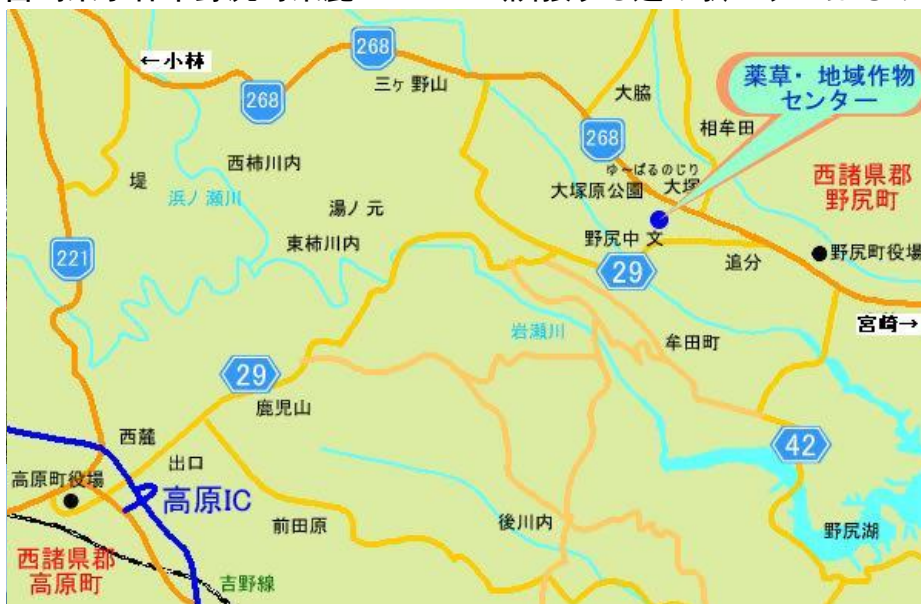 268
←小林
三ヶ野山
薬草・地域作物
センター
大脇
268
268
相牟田
西柿川内
堤
ゆ～ぱるのじり
大塚原公園
大塚
西諸県郡
野尻町
浜ノ瀬川
湯ノ元
東柿川内
野尻中
文
221
29
追分
野尻町役場
岩瀬川
宮崎→
牟田町
29
鹿児山
西麓
42
出口
高原町役場
高原IC
前田原
後川内
野尻湖
西諸県郡
高原町
吉野線